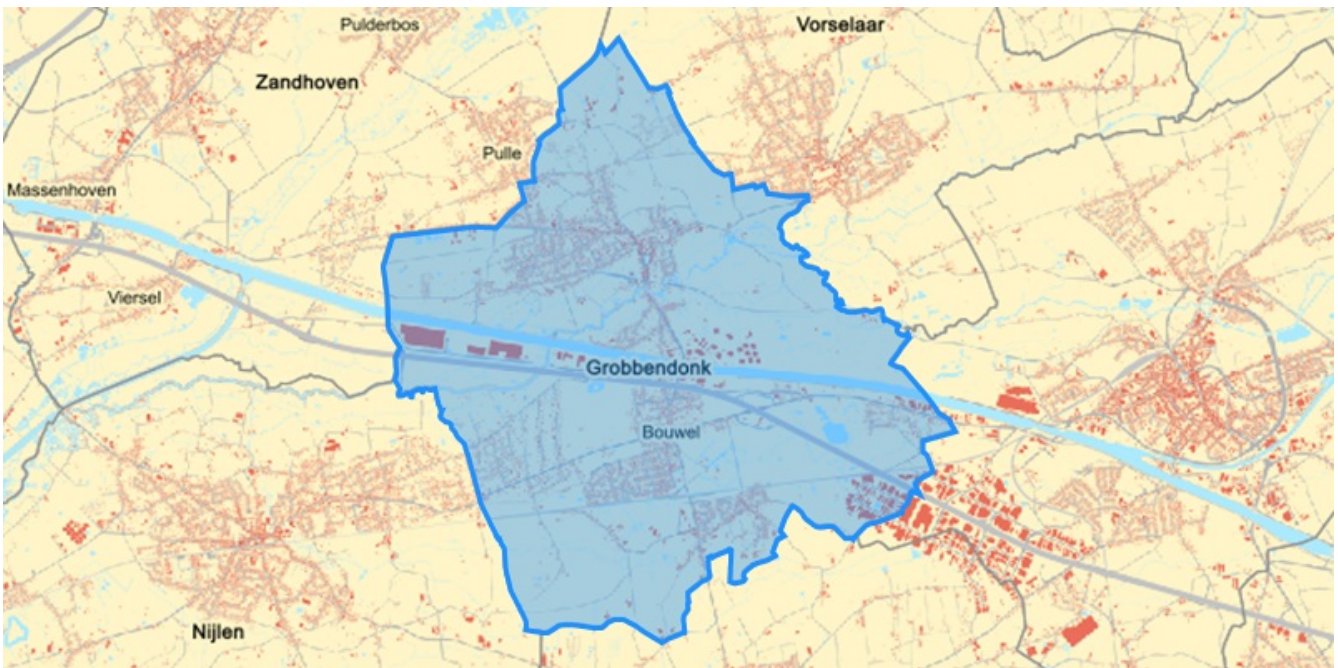 Pulderbos
Vorselaar
Zandhoven
Pulle
Massenhoven
Viersel
Grobbendonk
Bouwel
Nijlen